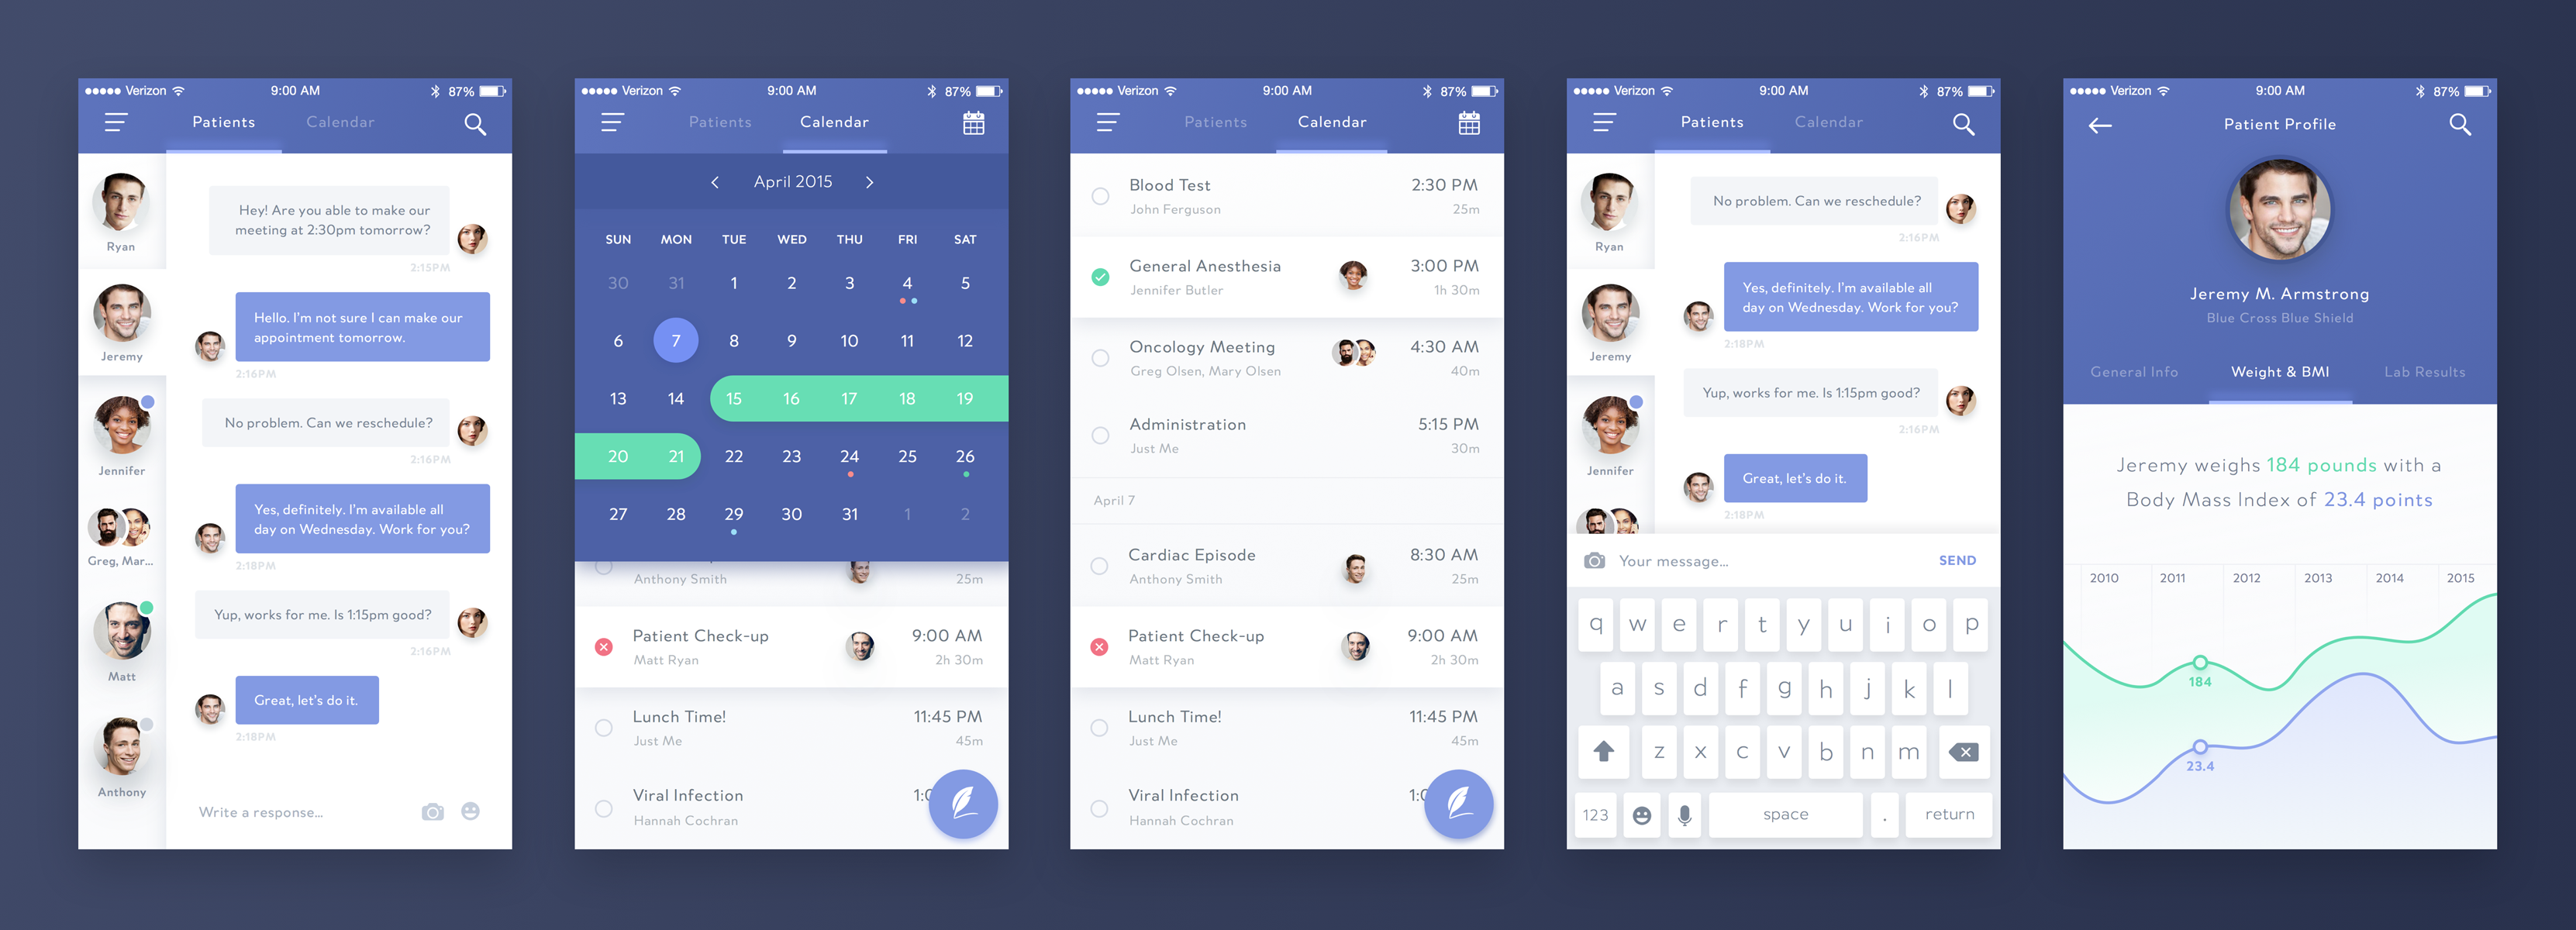 Verizon
9:00 AM
87%
Patients
Calendar
Ryan
Jeremy
Jennifer
Greg, Mar...
Matt
Anthony
Hey! Are you able to make our
meeting at 2:30pm tomorrow?
2:15PM
Hello. I'm not sure I can make our
appointment tomorrow.
2:16PM
No problem. Can we reschedule?
2:16PM
Yes, definitely. I'm available all
day on Wednesday. Work for you?
2:18PM
Yup, works for me. Is 1:15pm good?
2:16PM
Great, let's do it.
2:18PM
Write a response...
Verizon
9:00 AM
87%
Patients
Calendar
April 2015
SUN MON TUE WED THU FRI SAT
30 31 1 2 3 4 5
6 7 8 9 10 11 12
13 14 15 16 17 18 19
20 21 22 23 24 25 26
27 28 29 30 31 1 2
Anthony Smith
25m
Patient Check-up
9:00 AM
Matt Ryan
2h 30m
Lunch Time!
11:45 PM
Just Me
45m
Viral Infection
Hannah Cochran
Verizon
9:00 AM
87%
Patients
Calendar
Blood Test
2:30 PM
John Ferguson
25m
General Anesthesia
3:00 PM
Jennifer Butler
1h 30m
Oncology Meeting
4:30 AM
Greg Olsen, Mary Olsen
40m
Administration
5:15 PM
Just Me
30m
April 7
Cardiac Episode
8:30 AM
Anthony Smith
25m
Patient Check-up
9:00 AM
Matt Ryan
2h 30m
Lunch Time!
11:45 PM
Just Me
45m
Viral Infection
Hannah Cochran
Verizon
9:00 AM
87%
Patients
Calendar
Ryan
Jeremy
Jennifer
No problem. Can we reschedule?
2:16PM
Yes, definitely. I'm available all
day on Wednesday. Work for you?
2:18PM
Yup, works for me. Is 1:15pm good?
2:16PM
Great, let's do it.
2:18PM
Your message...
SEND
q w e r t y u i o p
a s d f g h j k l
z x c v b n m
123 space . return
Verizon
9:00 AM
87%
Patient Profile
Jeremy M. Armstrong
Blue Cross Blue Shield
General Info
Weight & BMI
Lab Results
Jeremy weighs 184 pounds with a
Body Mass Index of 23.4 points
2010 2011 2012 2013 2014 2015
184
23.4